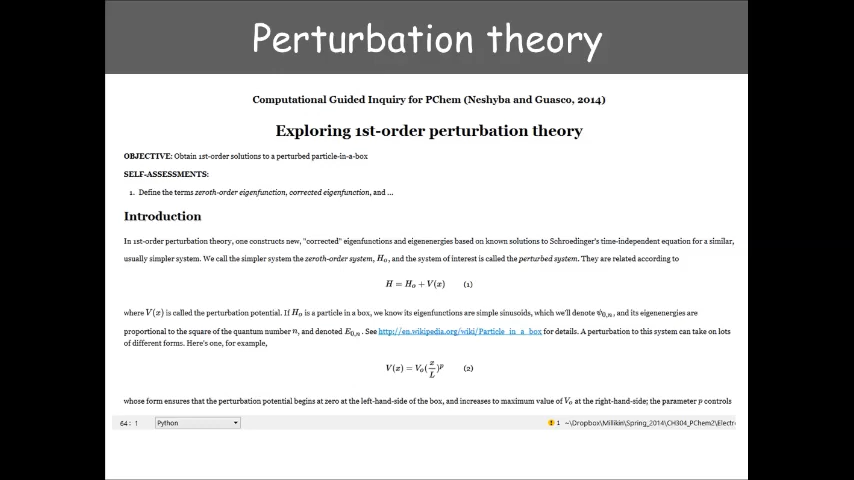 Perturbation theory
Computational Guided Inquiry for PChem (Neshyba and Guasco, 2014)
Exploring 1st-order perturbation theory
OBJECTIVE: Obtain 1st-order solutions to a perturbed particle-in-a-box
SELF-ASSESSMENTS:
1. Define the terms zeroth-order eigenfunction, corrected eigenfunction, and ...
Introduction
In 1st-order perturbation theory, one constructs new, "corrected" eigenfunctions and eigenenergies based on known solutions to Schroedinger's time-independent equation for a similar,
usually simpler system. We call the simpler system the zeroth-order system, H₀, and the system of interest is called the perturbed system. They are related according to
H = H₀ + V(x) (1)
where V(x) is called the perturbation potential. If H₀ is a particle in a box, we know its eigenfunctions are simple sinusoids, which we'll denote ψ₀,ₙ, and its eigenenergies are
proportional to the square of the quantum number n, and denoted E₀,ₙ. See http://en.wikipedia.org/wiki/Particle_in_a_box for details. A perturbation to this system can take on lots
of different forms. Here's one, for example,
V(x) = V₀(x/L)ᵖ (2)
whose form ensures that the perturbation potential begins at zero at the left-hand-side of the box, and increases to maximum value of V₀ at the right-hand-side; the parameter p controls
64: 1 Python 1 ~\Dropbox\Millikin\Spring_2014\CH304_PChem2\Electr